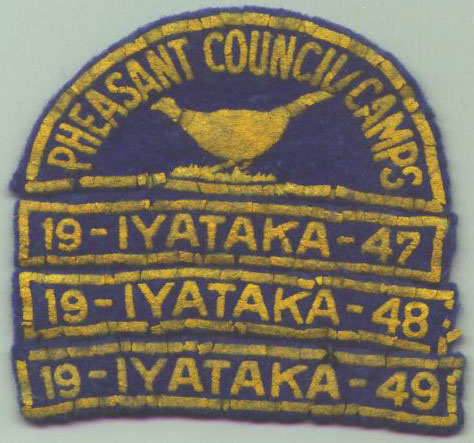 PHEASANT COUNCIL/CAMPS
19-IYATAKA-47
19-IYATAKA-48
19-IYATAKA-49